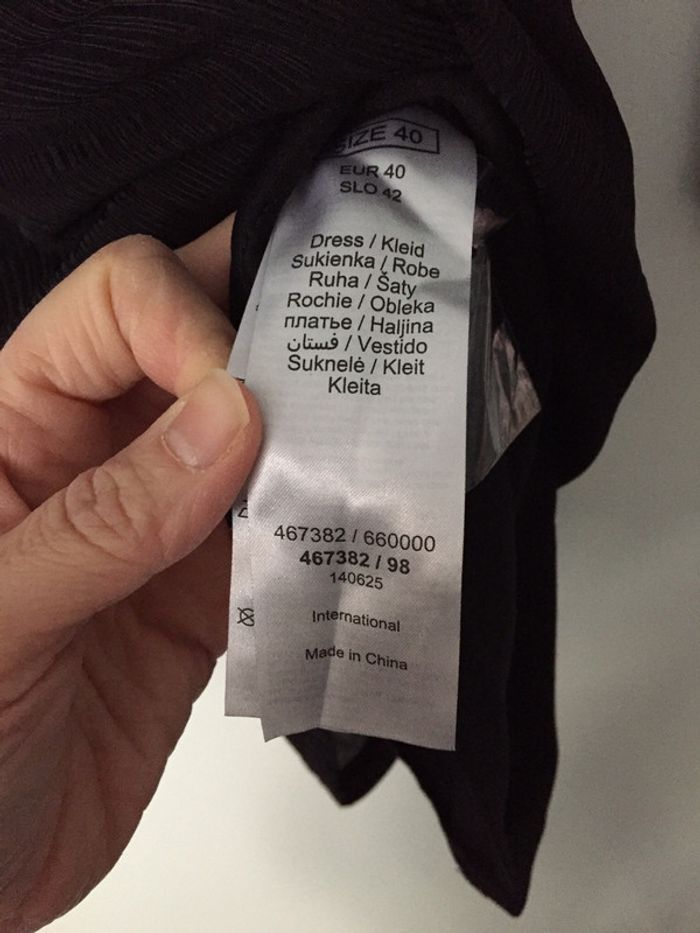 SIZE 40
EUR 40
SLO 42
Dress / Kleid
Sukienka / Robe
Ruha / Šaty
Rochie / Obleka
платье / Haljina
فستان / Vestido
Suknelė / Kleit
Kleita
467382 / 660000
467382 / 98
140625
International
Made in China